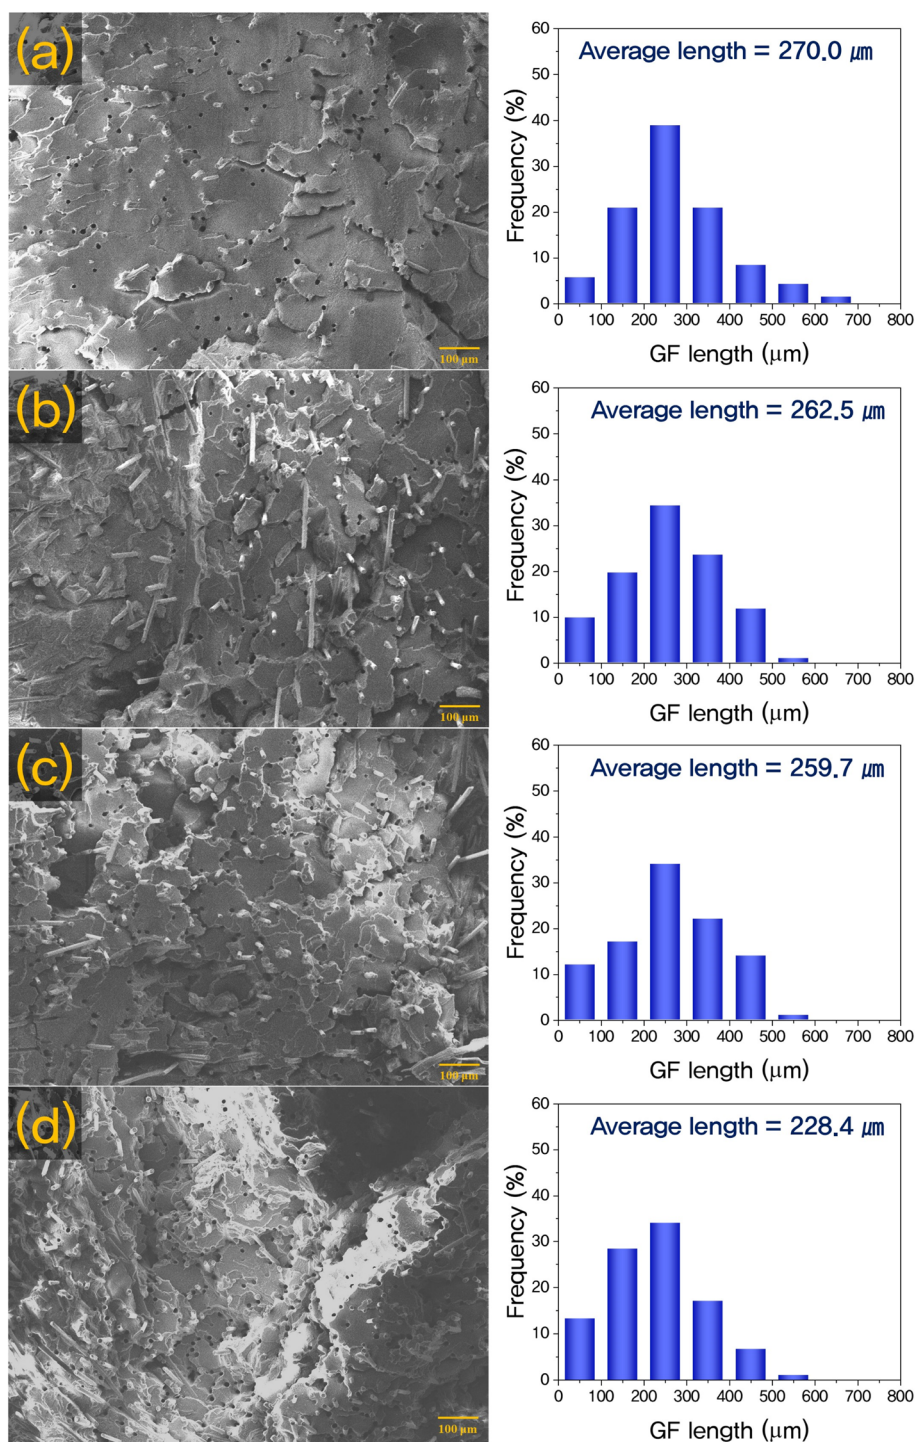 (a)
100 μm
Average length = 270.0 ㎛
Frequency (%)
60
50
40
30
20
10
0
0 100 200 300 400 500 600 700 800
GF length (μm)
(b)
100 μm
Average length = 262.5 ㎛
Frequency (%)
60
50
40
30
20
10
0
0 100 200 300 400 500 600 700 800
GF length (μm)
(c)
100 μm
Average length = 259.7 ㎛
Frequency (%)
60
50
40
30
20
10
0
0 100 200 300 400 500 600 700 800
GF length (μm)
(d)
100 μm
Average length = 228.4 ㎛
Frequency (%)
60
50
40
30
20
10
0
0 100 200 300 400 500 600 700 800
GF length (μm)